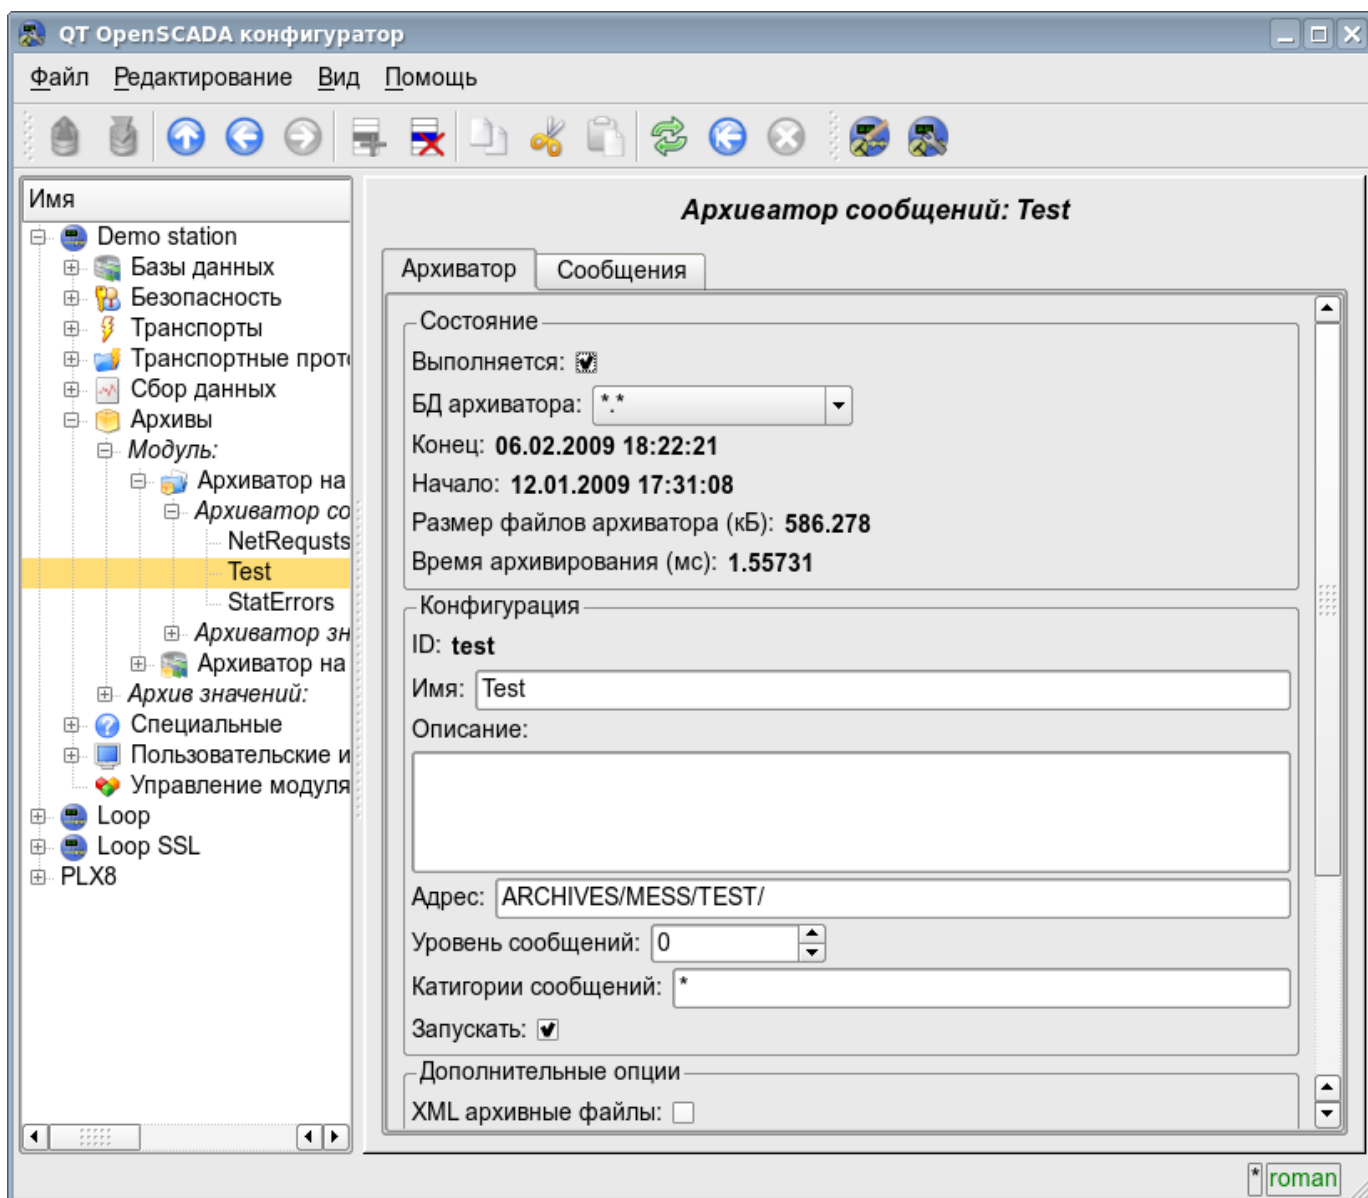 QT OpenSCADA конфигуратор
Файл Редактирование Вид Помощь
Имя
Demo station
Базы данных
Безопасность
Транспорты
Транспортные прото
Сбор данных
Архивы
Модуль:
Архиватор на
Архиватор со
NetRequsts
Test
StatErrors
Архиватор зн
Архиватор на
Архив значений:
Специальные
Пользовательские и
Управление модуля
Loop
Loop SSL
PLX8
Архиватор сообщений: Test
Архиватор Сообщения
Состояние
Выполняется:
БД архиватора: *.*
Конец: 06.02.2009 18:22:21
Начало: 12.01.2009 17:31:08
Размер файлов архиватора (кБ): 586.278
Время архивирования (мс): 1.55731
Конфигурация
ID: test
Имя: Test
Описание:
Адрес: ARCHIVES/MESS/TEST/
Уровень сообщений: 0
Катигории сообщений: *
Запускать:
Дополнительные опции
XML архивные файлы:
* roman